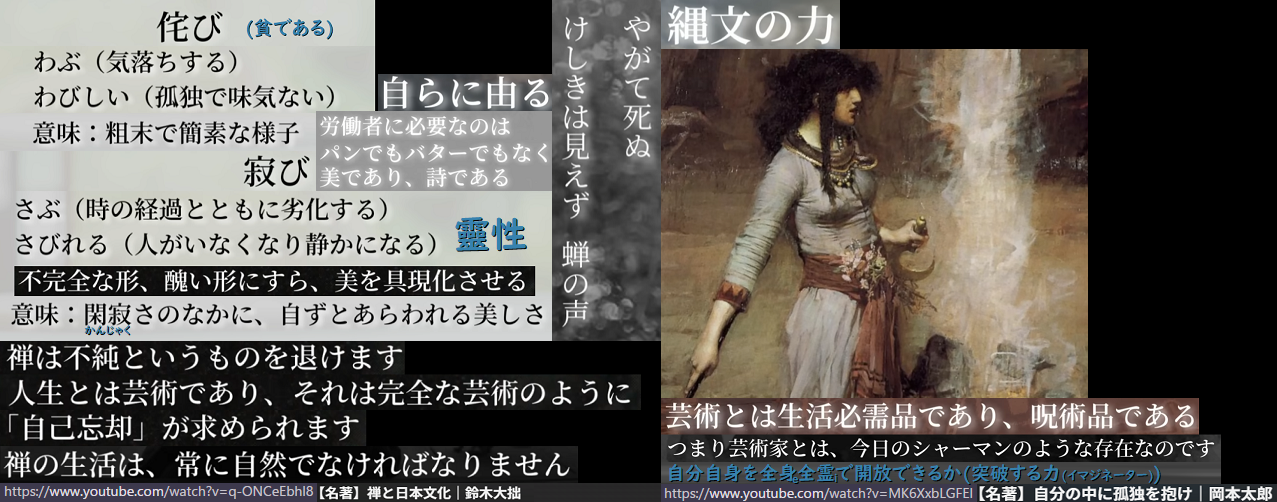 侘び (貧である)
わぶ（気落ちする）
わびしい（孤独で味気ない）
意味：粗末で簡素な様子
寂び
さぶ（時の経過とともに劣化する）
さびれる（人がいなくなり静かになる）
靈性
不完全な形、醜い形にすら、美を具現化させる
意味：閑寂さのなかに、自ずとあらわれる美しさ
かんじゃく
自らに由る
労働者に必要なのは
パンでもバターでもなく
美であり、詩である
やがて死ぬ
けしきは見えず 蝉の声
禅は不純というものを退けます
人生とは芸術であり、それは完全な芸術のように
「自己忘却」が求められます
禅の生活は、常に自然でなければなりません
https://www.youtube.com/watch?v=q-ONCeEbhI8【名著】禅と日本文化｜鈴木大拙
縄文の力
芸術とは生活必需品であり、呪術品である
つまり芸術家とは、今日のシャーマンのような存在なのです
自分自身を全身全霊で開放できるか(突破する力(イマジネーター))
https://www.youtube.com/watch?v=MK6XxbLGFEI【名著】自分の中に孤独を抱け｜岡本太郎